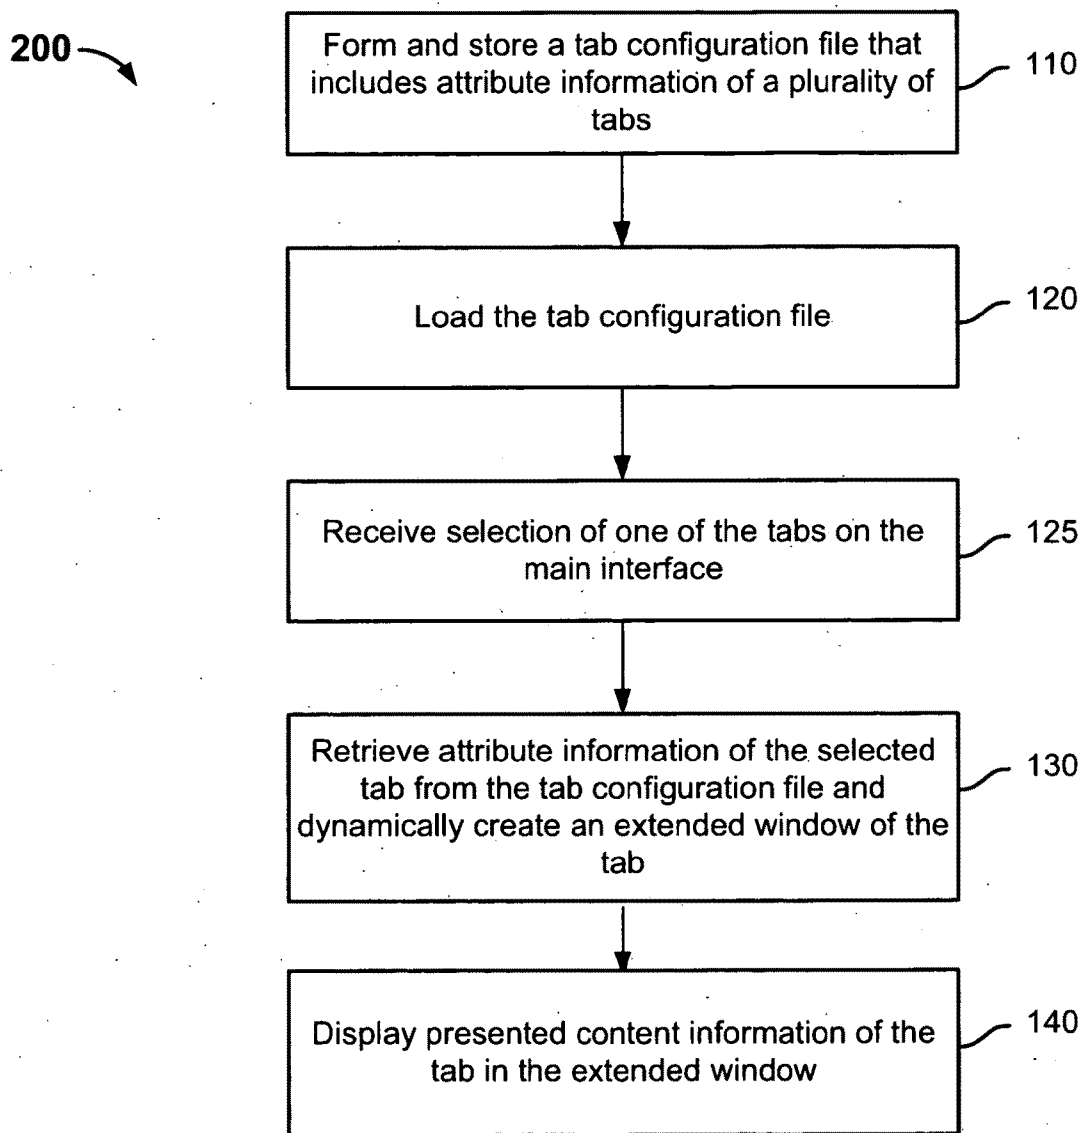 200
Form and store a tab configuration file that
includes attribute information of a plurality of
tabs
110
Load the tab configuration file
120
Receive selection of one of the tabs on the
main interface
125
Retrieve attribute information of the selected
tab from the tab configuration file and
dynamically create an extended window of the
tab
130
Display presented content information of the
tab in the extended window
140